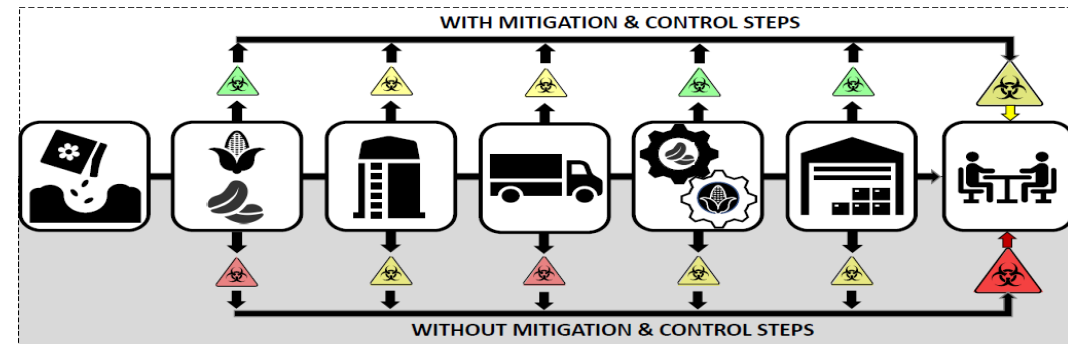 WITH MITIGATION & CONTROL STEPS
WITHOUT MITIGATION & CONTROL STEPS